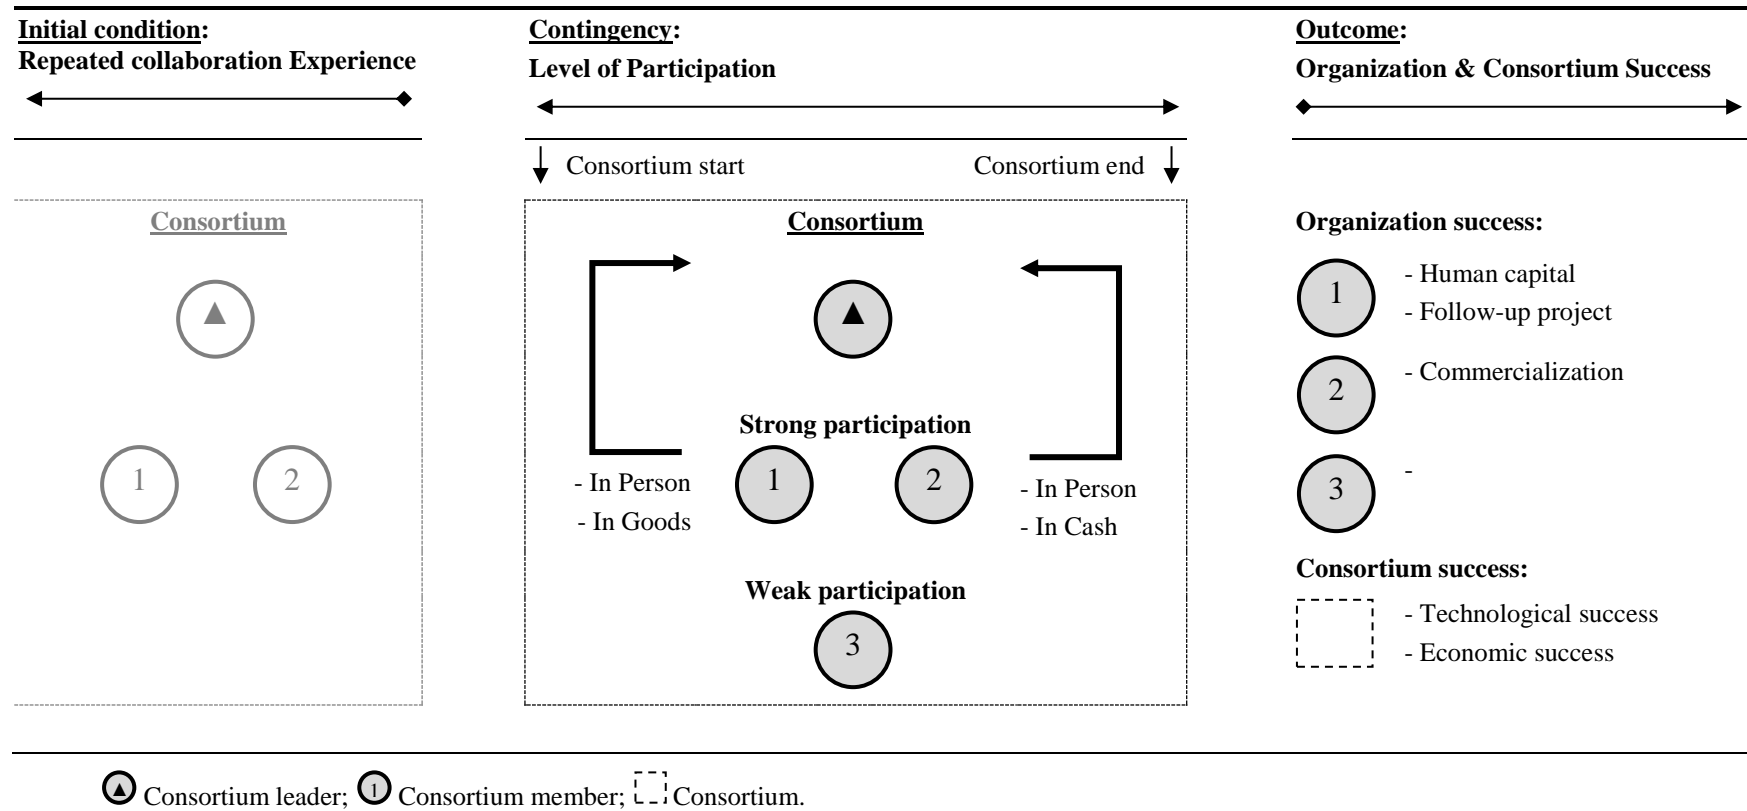 Initial condition:
Repeated collaboration Experience
Consortium
▲
1
2
Contingency:
Level of Participation
Consortium start
Consortium end
Consortium
▲
Strong participation
- In Person
- In Goods
1
2
- In Person
- In Cash
Weak participation
3
Outcome:
Organization & Consortium Success
Organization success:
1
- Human capital
- Follow-up project
2
- Commercialization
3
-
Consortium success:
- Technological success
- Economic success
▲ Consortium leader; 1 Consortium member; Consortium.